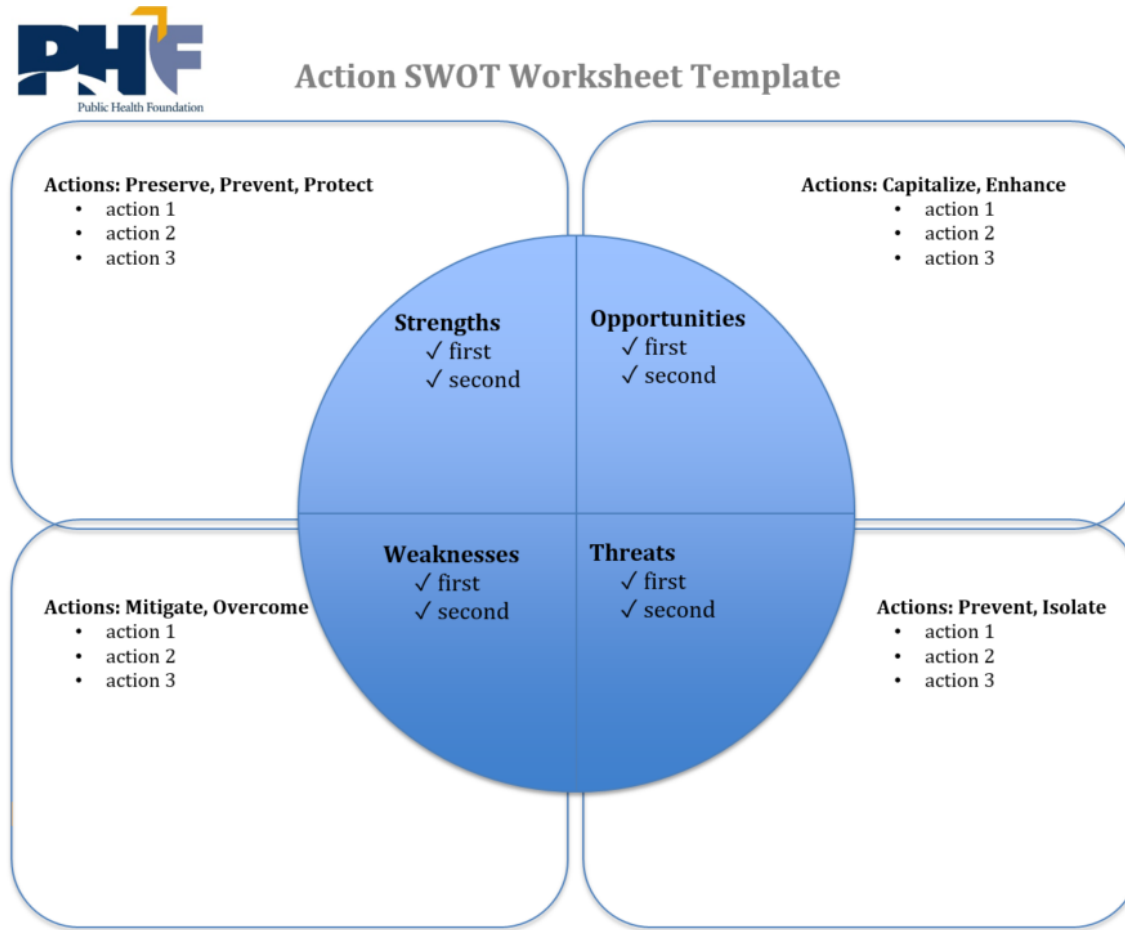 PHF
Public Health Foundation
Action SWOT Worksheet Template
Actions: Preserve, Prevent, Protect
• action 1
• action 2
• action 3
Actions: Capitalize, Enhance
• action 1
• action 2
• action 3
Strengths
✓ first
✓ second
Opportunities
✓ first
✓ second
Weaknesses
✓ first
✓ second
Threats
✓ first
✓ second
Actions: Mitigate, Overcome
• action 1
• action 2
• action 3
Actions: Prevent, Isolate
• action 1
• action 2
• action 3